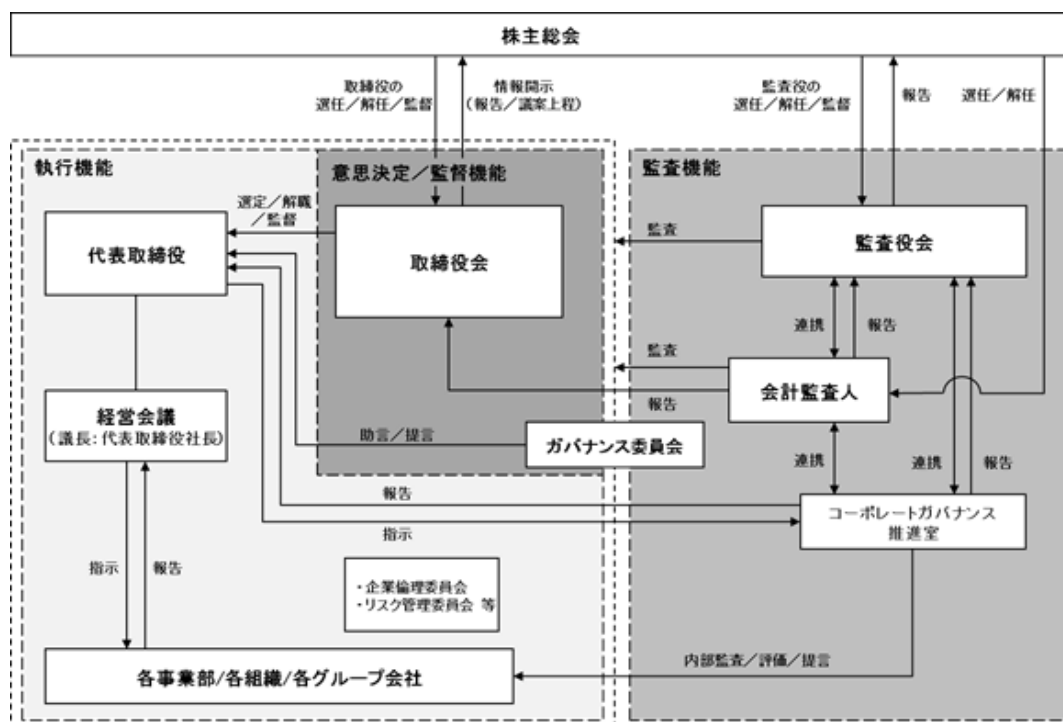 株主総会
取締役の
選任／解任／監督
情報開示
（報告／議案上程）
監査役の
選任／解任／監督
報告
選任／解任
執行機能
意思決定／監督機能
監査機能
選定／解職
／監督
代表取締役
取締役会
監査
監査役会
連携
報告
監査
会計監査人
報告
経営会議
（議長：代表取締役社長）
助言／提言
ガバナンス委員会
連携
連携
報告
報告
コーポレートガバナンス
推進室
指示
指示
報告
・企業倫理委員会
・リスク管理委員会 等
内部監査／評価／提言
各事業部/各組織/各グループ会社